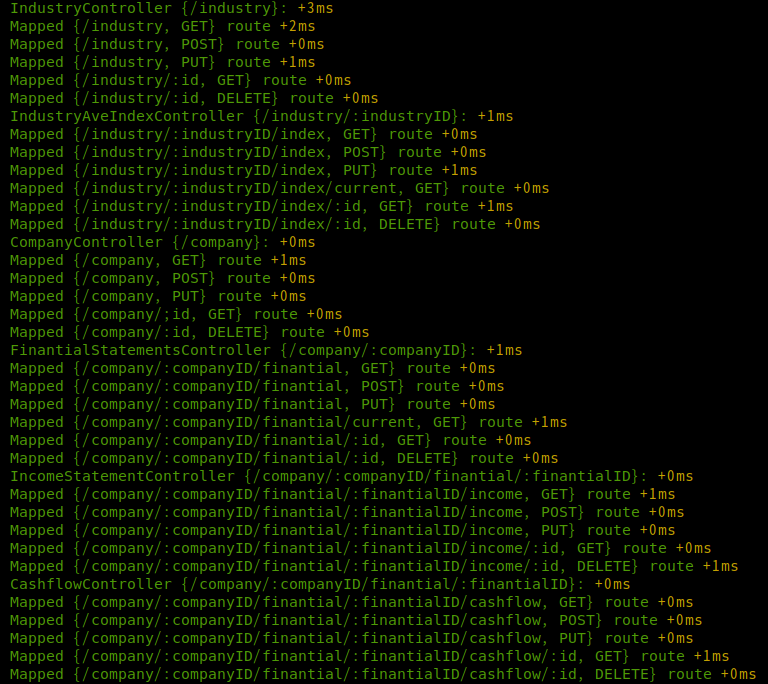 IndustryController {/industry}: +3ms
Mapped {/industry, GET} route +2ms
Mapped {/industry, POST} route +0ms
Mapped {/industry, PUT} route +1ms
Mapped {/industry/:id, GET} route +0ms
Mapped {/industry/:id, DELETE} route +0ms
IndustryAveIndexController {/industry/:industryID}: +1ms
Mapped {/industry/:industryID/index, GET} route +0ms
Mapped {/industry/:industryID/index, POST} route +0ms
Mapped {/industry/:industryID/index, PUT} route +1ms
Mapped {/industry/:industryID/index/current, GET} route +0ms
Mapped {/industry/:industryID/index/:id, GET} route +1ms
Mapped {/industry/:industryID/index/:id, DELETE} route +0ms
CompanyController {/company}: +0ms
Mapped {/company, GET} route +1ms
Mapped {/company, POST} route +0ms
Mapped {/company, PUT} route +0ms
Mapped {/company/;id, GET} route +0ms
Mapped {/company/:id, DELETE} route +0ms
FinantialStatementsController {/company/:companyID}: +1ms
Mapped {/company/:companyID/finantial, GET} route +0ms
Mapped {/company/:companyID/finantial, POST} route +0ms
Mapped {/company/:companyID/finantial, PUT} route +0ms
Mapped {/company/:companyID/finantial/current, GET} route +1ms
Mapped {/company/:companyID/finantial/:id, GET} route +0ms
Mapped {/company/:companyID/finantial/:id, DELETE} route +0ms
IncomeStatementController {/company/:companyID/finantial/:finantialID}: +0ms
Mapped {/company/:companyID/finantial/:finantialID/income, GET} route +1ms
Mapped {/company/:companyID/finantial/:finantialID/income, POST} route +0ms
Mapped {/company/:companyID/finantial/:finantialID/income, PUT} route +0ms
Mapped {/company/:companyID/finantial/:finantialID/income/:id, GET} route +0ms
Mapped {/company/:companyID/finantial/:finantialID/income/:id, DELETE} route +1ms
CashflowController {/company/:companyID/finantial/:finantialID}: +0ms
Mapped {/company/:companyID/finantial/:finantialID/cashflow, GET} route +0ms
Mapped {/company/:companyID/finantial/:finantialID/cashflow, POST} route +0ms
Mapped {/company/:companyID/finantial/:finantialID/cashflow, PUT} route +0ms
Mapped {/company/:companyID/finantial/:finantialID/cashflow/:id, GET} route +1ms
Mapped {/company/:companyID/finantial/:finantialID/cashflow/:id, DELETE} route +0ms